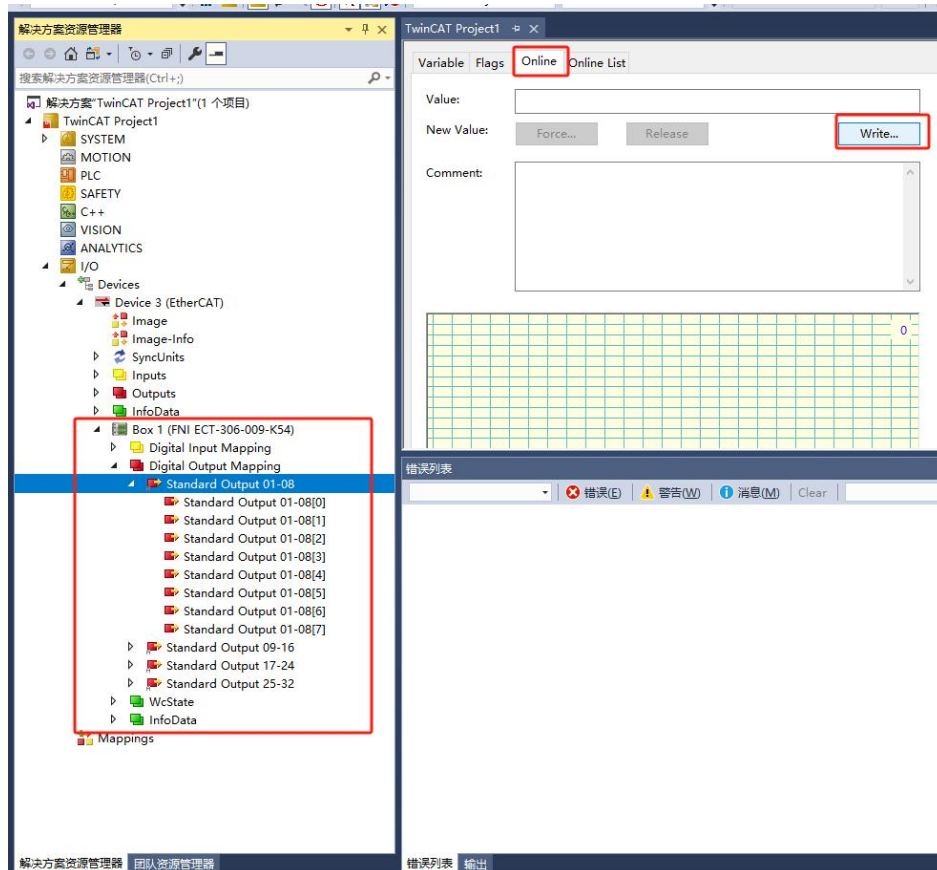 解决方案资源管理器
搜索解决方案资源管理器(Ctrl+;)
解决方案"TwinCAT Project1"(1 个项目)
TwinCAT Project1
SYSTEM
MOTION
PLC
SAFETY
C++
VISION
ANALYTICS
I/O
Devices
Device 3 (EtherCAT)
Image
Image-Info
SyncUnits
Inputs
Outputs
InfoData
Box 1 (FNI ECT-306-009-K54)
Digital Input Mapping
Digital Output Mapping
Standard Output 01-08
Standard Output 01-08[0]
Standard Output 01-08[1]
Standard Output 01-08[2]
Standard Output 01-08[3]
Standard Output 01-08[4]
Standard Output 01-08[5]
Standard Output 01-08[6]
Standard Output 01-08[7]
Standard Output 09-16
Standard Output 17-24
Standard Output 25-32
WcState
InfoData
Mappings
解决方案资源管理器 团队资源管理器
TwinCAT Project1
Variable Flags Online Online List
Value:
New Value: Force... Release Write...
Comment:
0
错误列表
错误(E) 警告(W) 消息(M) Clear
错误列表 输出